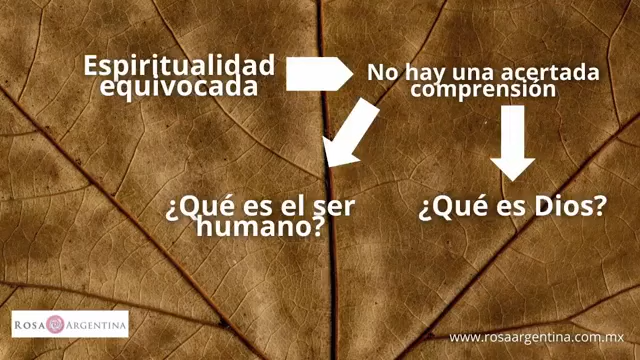 Espiritualidad
equivocada
No hay una acertada
comprensión
¿Qué es el ser
humano?
¿Qué es Dios?
ROSA ARGENTINA
www.rosaargentina.com.mx